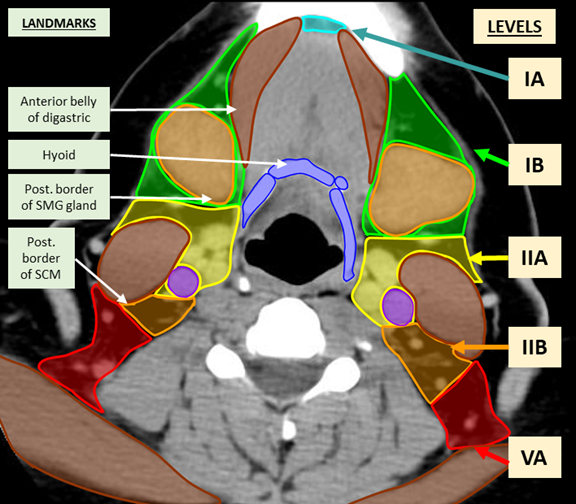 LANDMARKS
LEVELS
IA
Anterior belly
of digastric
Hyoid
IB
Post. border
of SMG gland
Post.
border
of SCM
IIA
IIB
VA